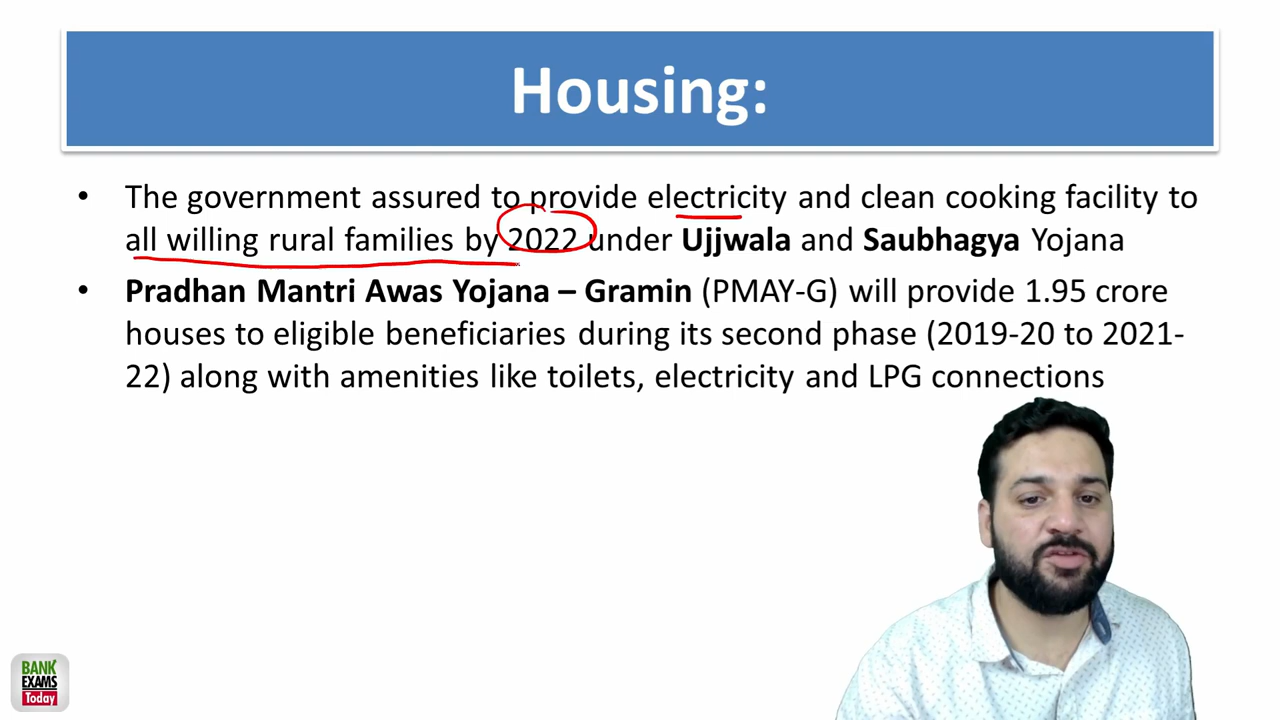 Housing:
• The government assured to provide electricity and clean cooking facility to
all willing rural families by 2022 under Ujjwala and Saubhagya Yojana
• Pradhan Mantri Awas Yojana – Gramin (PMAY-G) will provide 1.95 crore
houses to eligible beneficiaries during its second phase (2019-20 to 2021-
22) along with amenities like toilets, electricity and LPG connections
BANK
EXAMS
Today